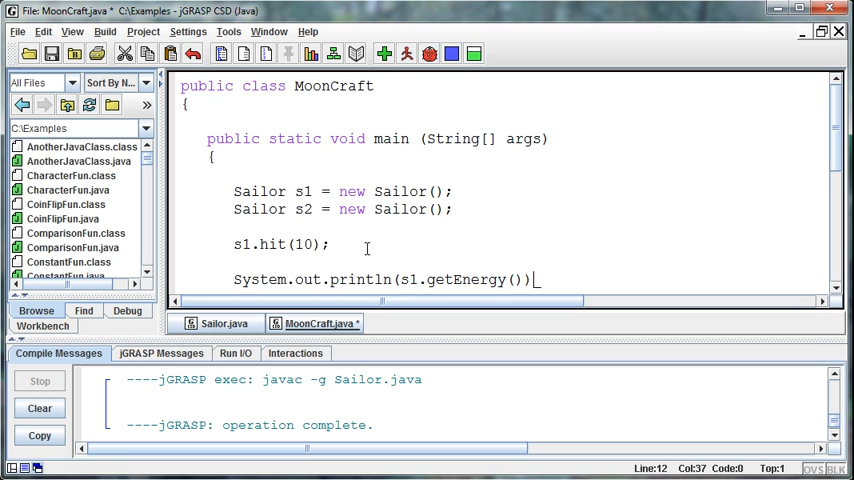 File: MoonCraft.java * C:\Examples - jGRASP CSD (Java)
File Edit View Build Project Settings Tools Window Help
All Files Sort By N...
C:\Examples
AnotherJavaClass.class
AnotherJavaClass.java
CharacterFun.class
CharacterFun.java
CoinFlipFun.class
CoinFlipFun.java
ComparisonFun.class
ComparisonFun.java
ConstantFun.class
Browse Find Debug
Workbench
public class MoonCraft
{
public static void main (String[] args)
{
Sailor s1 = new Sailor();
Sailor s2 = new Sailor();
s1.hit(10);
System.out.println(s1.getEnergy())
Sailor.java MoonCraft.java *
Compile Messages jGRASP Messages Run I/O Interactions
Stop
Clear
Copy
----jGRASP exec: javac -g Sailor.java
----jGRASP: operation complete.
Line:12 Col:37 Code:0 Top:1 OVS BLK